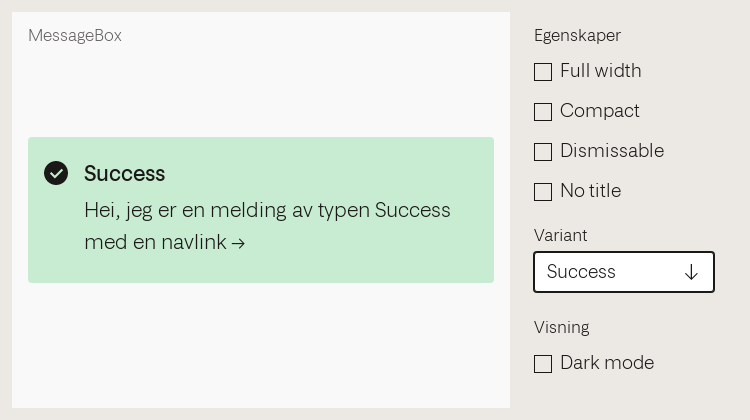 MessageBox
Success
Hei, jeg er en melding av typen Success
med en navlink →
Egenskaper
Full width
Compact
Dismissable
No title
Variant
Success
Visning
Dark mode